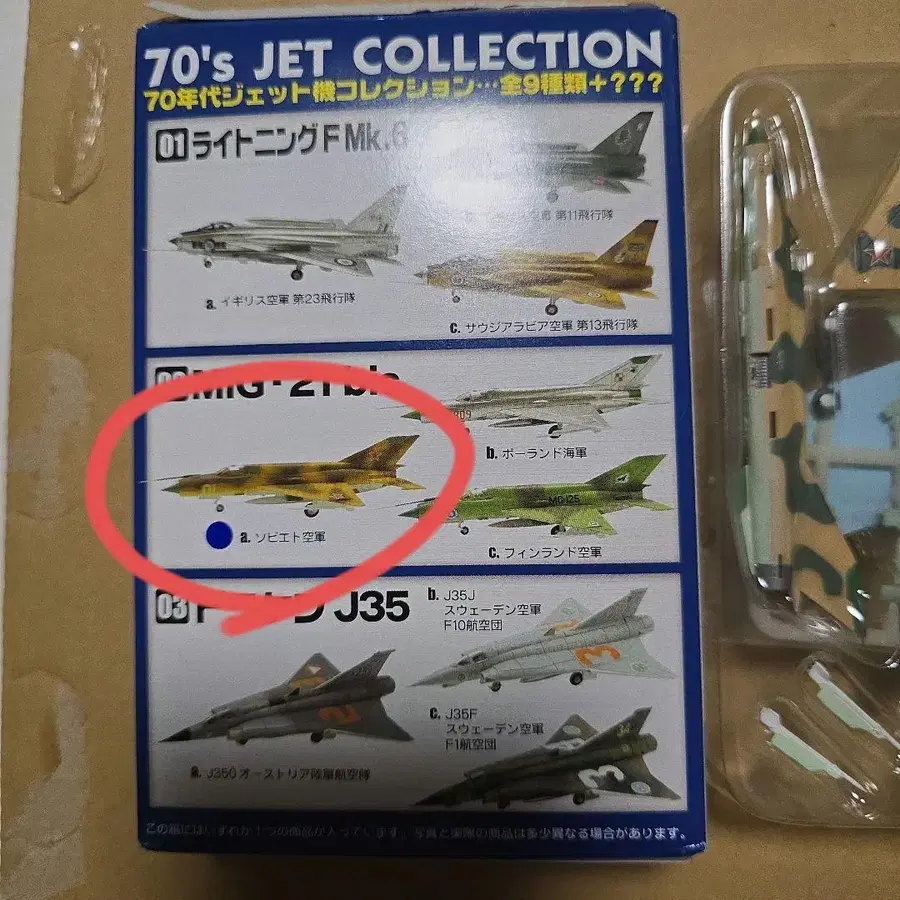 70's JET COLLECTION
70年代ジェット機コレクション…全9種類+???
01 ライトニングF Mk.6
第11飛行隊
a. イギリス空軍 第23飛行隊
c. サウジアラビア空軍 第13飛行隊
MiG-21bis
b. ポーランド海軍
a. ソビエト空軍
c. フィンランド空軍
MG-125
03 J35
b. J35J
スウェーデン空軍
F10航空団
c. J35F
スウェーデン空軍
F1航空団
a. J35O オーストリア陸軍航空隊
この箱にはいずれか1つの商品が入っています。写真と実際の商品は多少異なる場合があります。